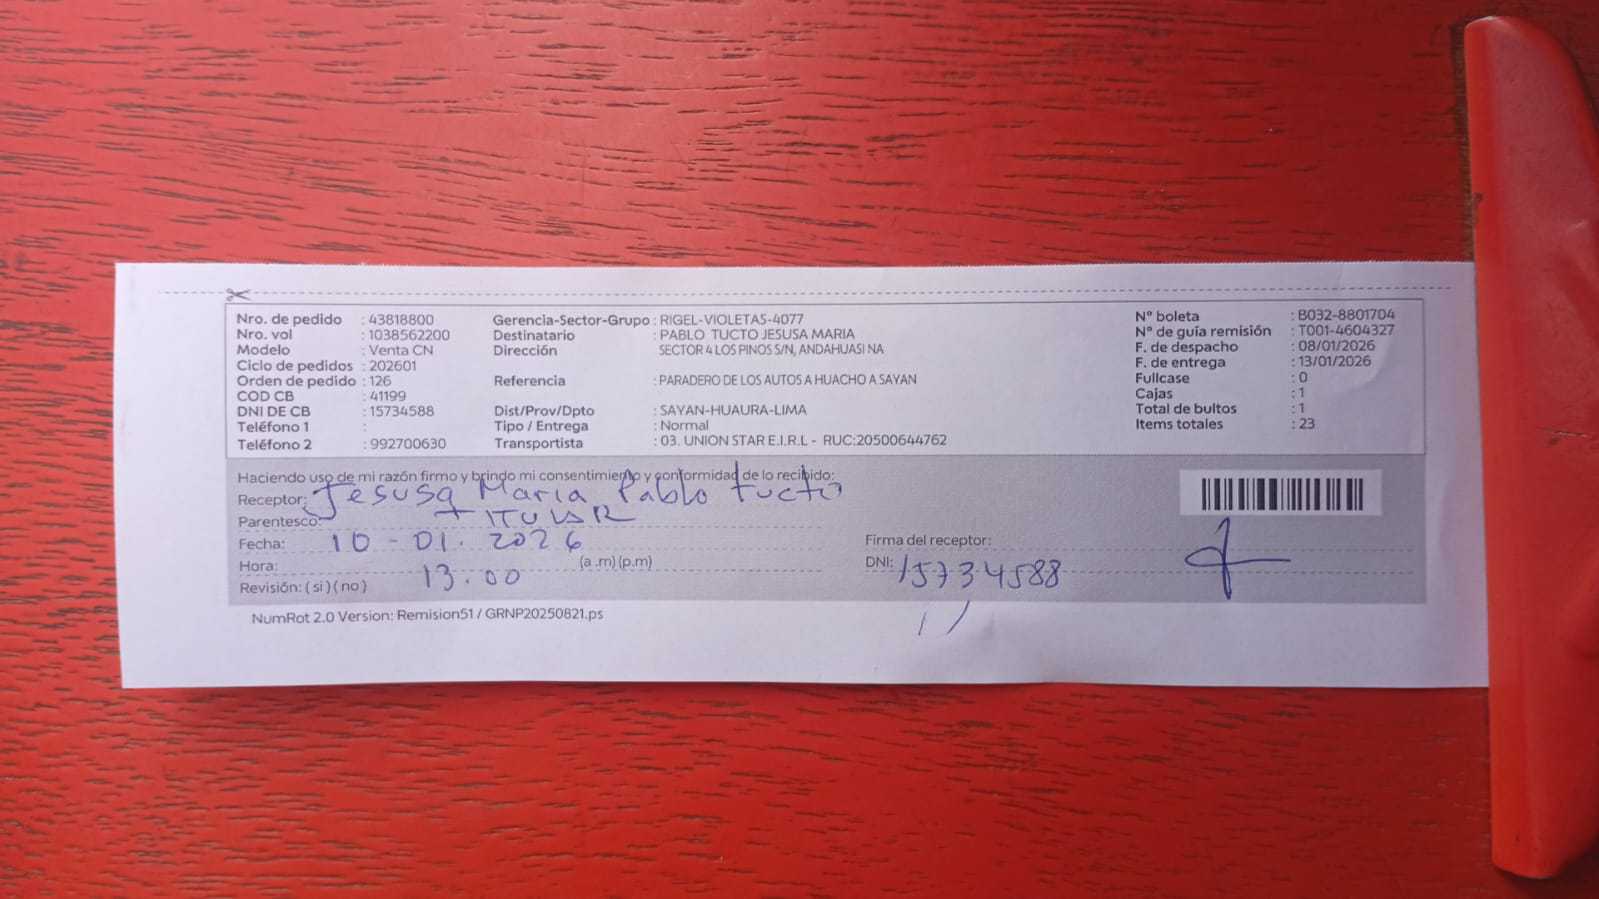 Nro. de pedido : 43818800 Gerencia-Sector-Grupo : RIGEL-VIOLETAS-4077 N° boleta : B032-8801704
Nro. vol : 1038562200 Destinatario : PABLO TUCTO JESUSA MARIA N° de guía remisión : T001-4604327
Modelo : Venta CN Dirección SECTOR 4 LOS PINOS S/N, ANDAHUASI NA F. de despacho : 08/01/2026
Ciclo de pedidos : 202601 F. de entrega : 13/01/2026
Orden de pedido : 126 Referencia : PARADERO DE LOS AUTOS A HUACHO A SAYAN Fullcase : 0
COD CB : 41199 Cajas : 1
DNI DE CB : 15734588 Dist/Prov/Dpto : SAYAN-HUAURA-LIMA Total de bultos : 1
Teléfono 1 : Tipo / Entrega : Normal Items totales : 23
Teléfono 2 : 992700630 Transportista : 03. UNION STAR E.I.R.L - RUC:20500644762
Haciendo uso de mi razón firmo y brindo mi consentimiento y conformidad de lo recibido:
Receptor: Jesusa Maria Pablo tucto
Parentesco: TITULAR
Fecha: 10 - 01. 2026 Firma del receptor:
Hora: 13.00 (a .m) (p.m) DNI: 15734588
Revisión: ( si ) ( no )
NumRot 2.0 Version: Remision51 / GRNP20250821.ps